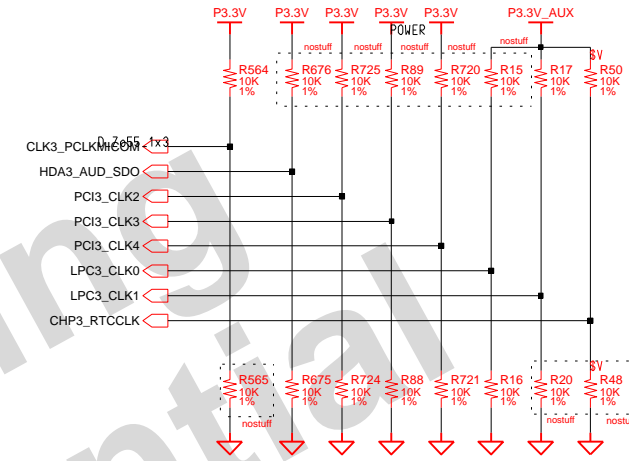 P3.3V P3.3V P3.3V P3.3V P3.3V P3.3V_AUX
POWER
nostuff nostuff nostuff nostuff nostuff
$V
R564 R676 R725 R89 R720 R15 R17 R50
10K 10K 10K 10K 10K 10K 10K 10K
1% 1% 1% 1% 1% 1% 1% 1%
CLK3_PCLKMICOM
HDA3_AUD_SDO
PCI3_CLK2
PCI3_CLK3
PCI3_CLK4
LPC3_CLK0
LPC3_CLK1
CHP3_RTCCLK
$V
R565 R675 R724 R88 R721 R16 R20 R48
10K 10K 10K 10K 10K 10K 10K 10K
1% 1% 1% 1% 1% 1% 1% 1%
nostuff nostuff